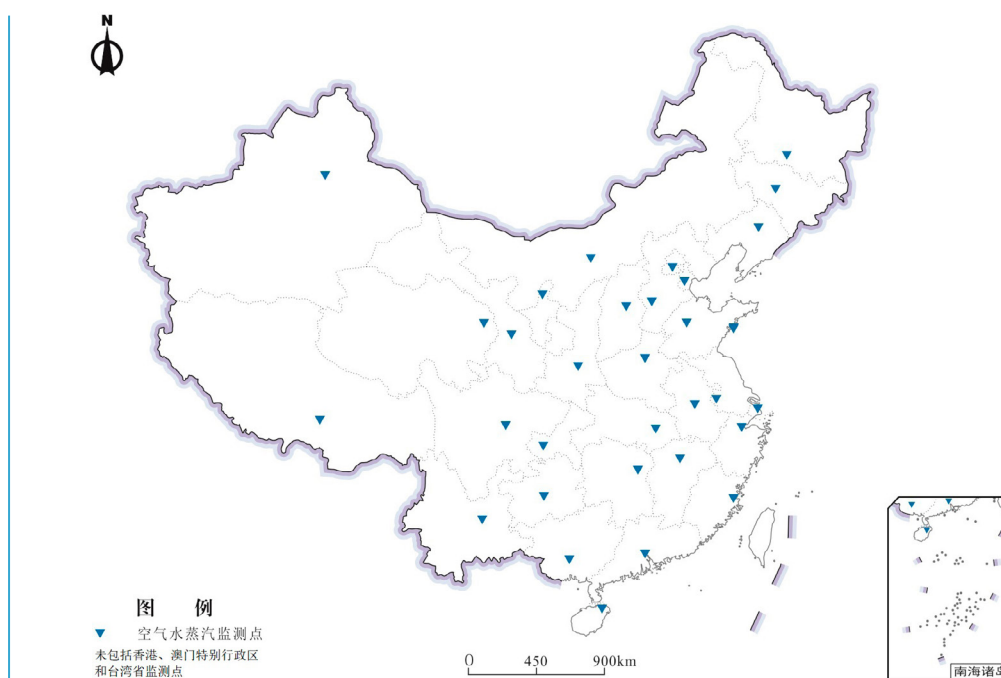 N
图 例
空气水蒸汽监测点
未包括香港、澳门特别行政区
和台湾省监测点
0 450 900km
南海诸岛